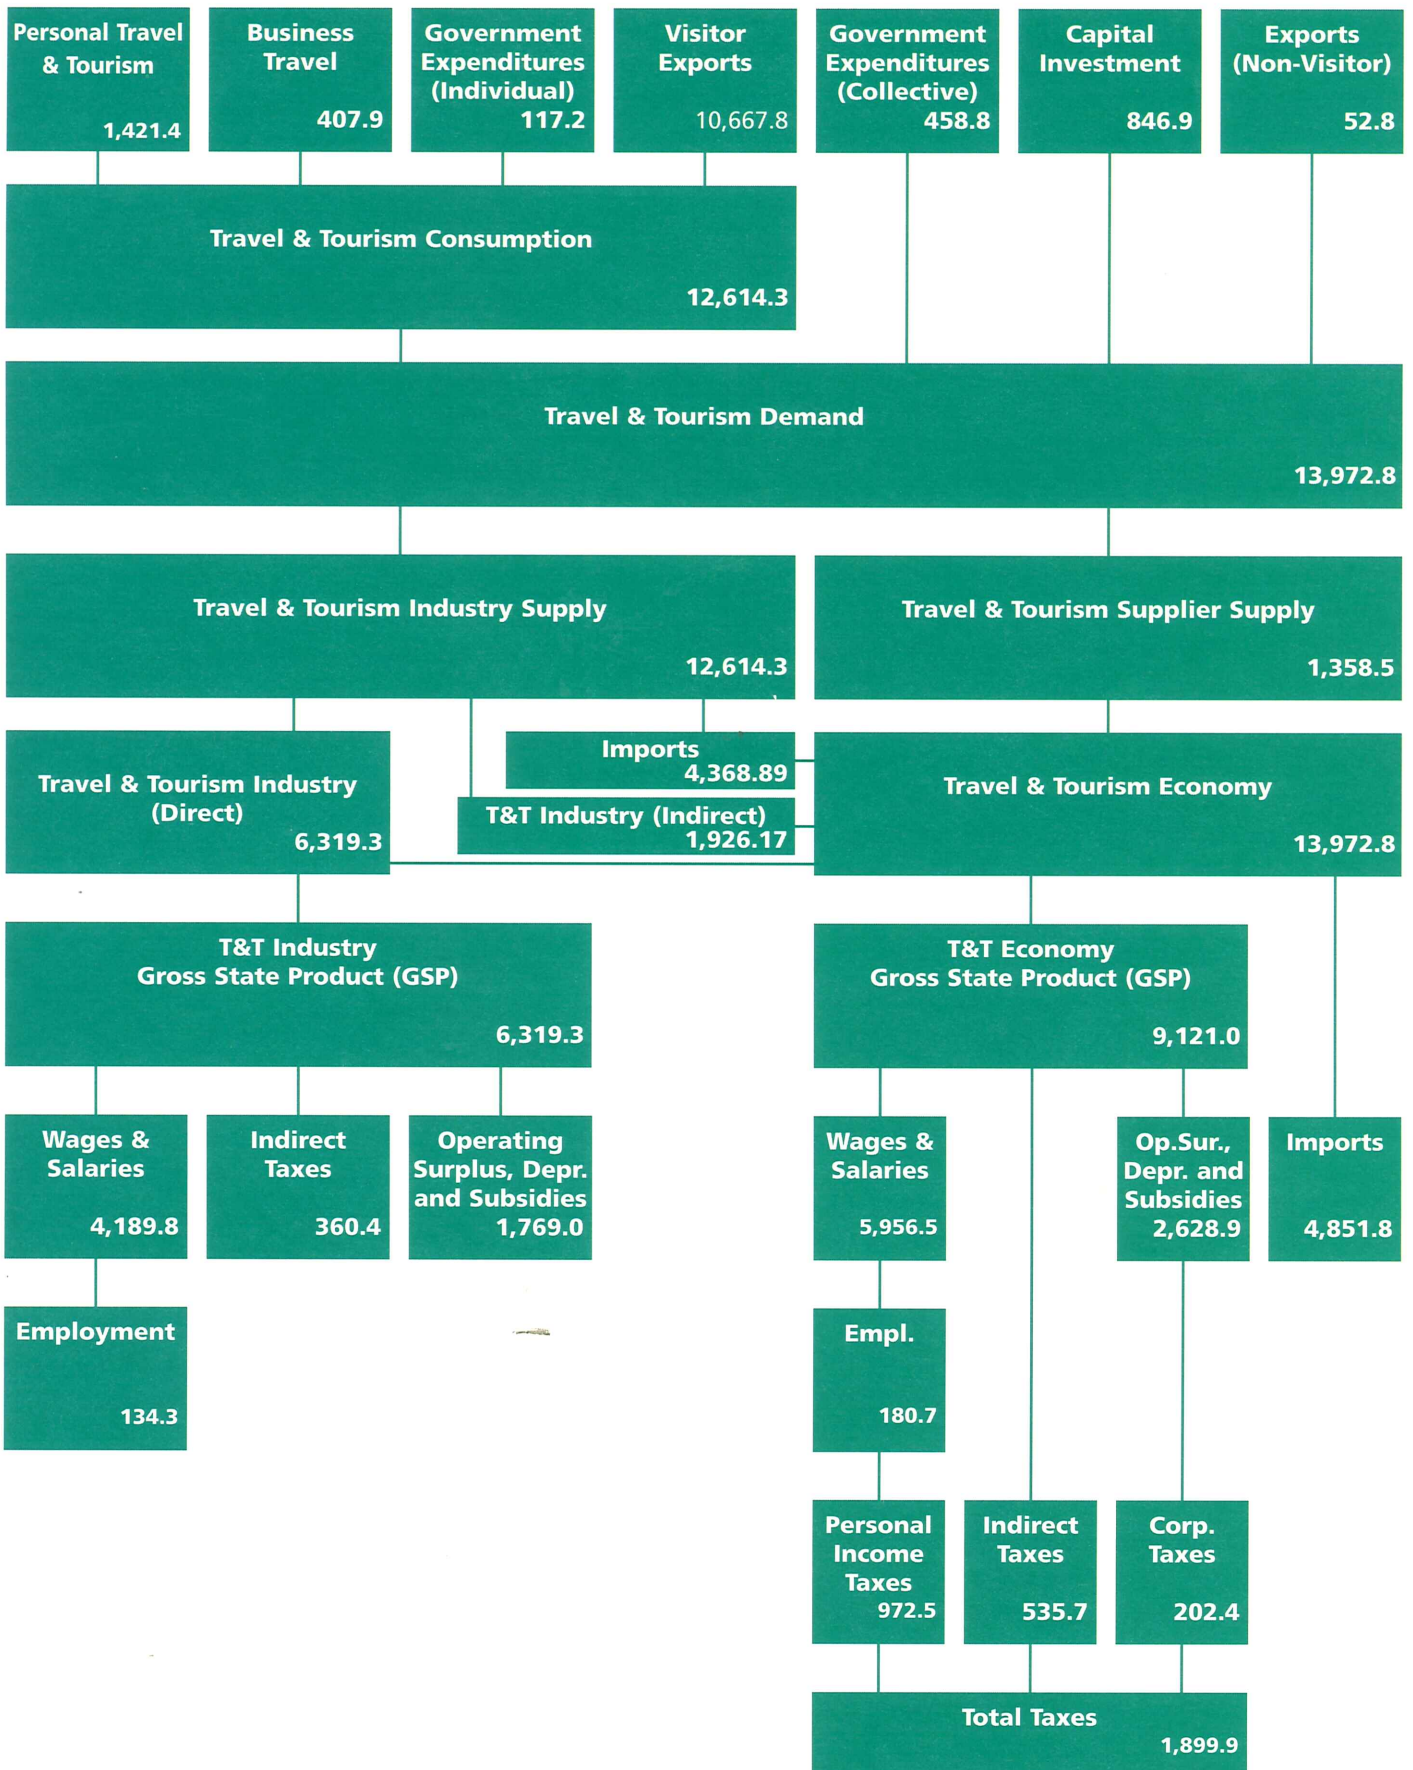 Personal Travel
& Tourism
1,421.4
Business
Travel
407.9
Government
Expenditures
(Individual)
117.2
Visitor
Exports
10,667.8
Government
Expenditures
(Collective)
458.8
Capital
Investment
846.9
Exports
(Non-Visitor)
52.8
Travel & Tourism Consumption
12,614.3
Travel & Tourism Demand
13,972.8
Travel & Tourism Industry Supply
12,614.3
Travel & Tourism Supplier Supply
1,358.5
Travel & Tourism Industry
(Direct)
6,319.3
Imports
4,368.89
T&T Industry (Indirect)
1,926.17
Travel & Tourism Economy
13,972.8
T&T Industry
Gross State Product (GSP)
6,319.3
T&T Economy
Gross State Product (GSP)
9,121.0
Wages &
Salaries
4,189.8
Indirect
Taxes
360.4
Operating
Surplus, Depr.
and Subsidies
1,769.0
Wages &
Salaries
5,956.5
Op.Sur.,
Depr. and
Subsidies
2,628.9
Imports
4,851.8
Employment
134.3
Empl.
180.7
Personal
Income
Taxes
972.5
Indirect
Taxes
535.7
Corp.
Taxes
202.4
Total Taxes
1,899.9